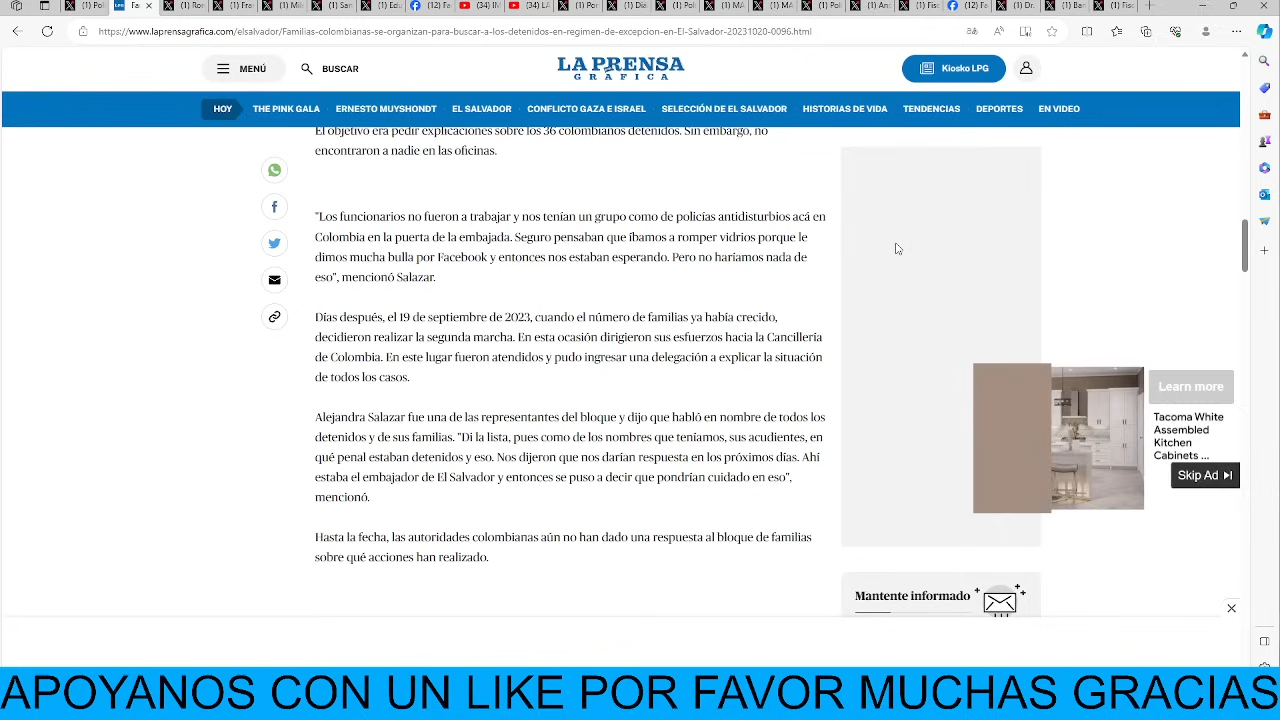 Pol
Fa
https://www.laprensagrafica.com/elsalvador/Familias-colombianas-se-organizan-para-buscar-a-los-detenidos-en-regimen-de-excepcion-en-El-Salvador-20231020-0096.html
MENÚ
BUSCAR
LA PRENSA
GRÁFICA
Kiosko LPG
HOY
THE PINK GALA
ERNESTO MUYSHONDT
EL SALVADOR
CONFLICTO GAZA E ISRAEL
SELECCIÓN DE EL SALVADOR
HISTORIAS DE VIDA
TENDENCIAS
DEPORTES
EN VIDEO
El objetivo era pedir explicaciones sobre los 36 colombianos detenidos. Sin embargo, no
encontraron a nadie en las oficinas.
"Los funcionarios no fueron a trabajar y nos tenían un grupo como de policías antidisturbios acá en
Colombia en la puerta de la embajada. Seguro pensaban que íbamos a romper vidrios porque le
dimos mucha bulla por Facebook y entonces nos estaban esperando. Pero no haríamos nada de
eso", mencionó Salazar.
Días después, el 19 de septiembre de 2023, cuando el número de familias ya había crecido,
decidieron realizar la segunda marcha. En esta ocasión dirigieron sus esfuerzos hacia la Cancillería
de Colombia. En este lugar fueron atendidos y pudo ingresar una delegación a explicar la situación
de todos los casos.
Alejandra Salazar fue una de las representantes del bloque y dijo que habló en nombre de todos los
detenidos y de sus familias. "Di la lista, pues como de los nombres que teníamos, sus acudientes, en
qué penal estaban detenidos y eso. Nos dijeron que nos darían respuesta en los próximos días. Ahí
estaba el embajador de El Salvador y entonces se puso a decir que pondrían cuidado en eso",
mencionó.
Hasta la fecha, las autoridades colombianas aún no han dado una respuesta al bloque de familias
sobre qué acciones han realizado.
Learn more
Tacoma White
Assembled
Kitchen
Cabinets ...
Skip Ad
Mantente informado
APOYANOS CON UN LIKE POR FAVOR MUCHAS GRACIAS